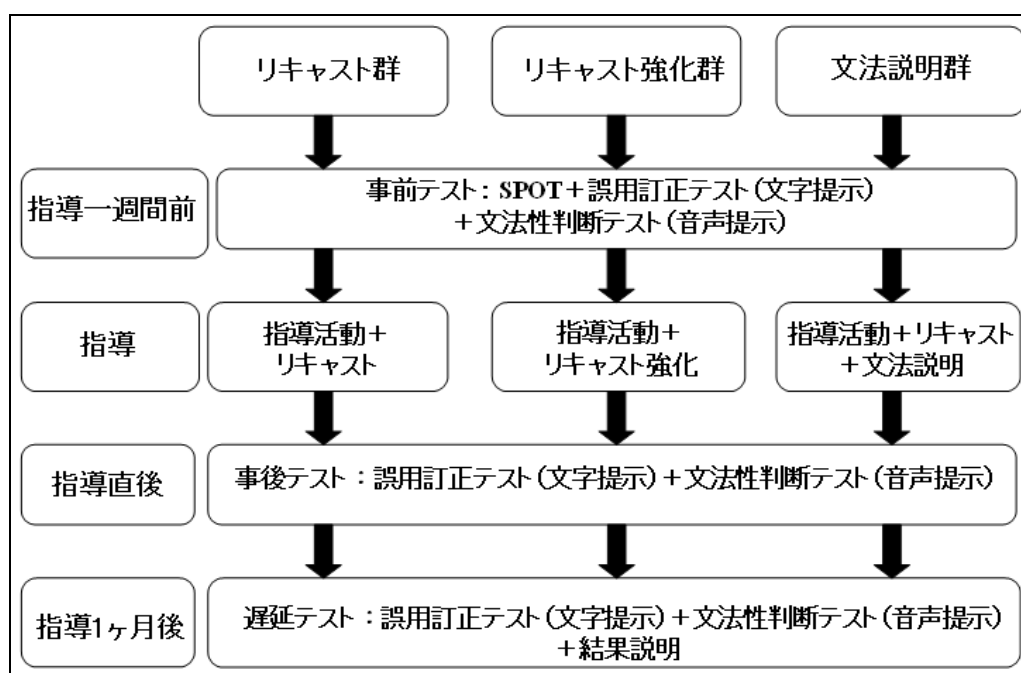 リキャスト群
リキャスト強化群
文法説明群
指導一週間前
事前テスト：SPOT＋誤用訂正テスト（文字提示）
＋文法性判断テスト（音声提示）
指導
指導活動＋
リキャスト
指導活動＋
リキャスト強化
指導活動＋リキャスト
＋文法説明
指導直後
事後テスト：誤用訂正テスト（文字提示）＋文法性判断テスト（音声提示）
指導1ヶ月後
遅延テスト：誤用訂正テスト（文字提示）＋文法性判断テスト（音声提示）
＋結果説明